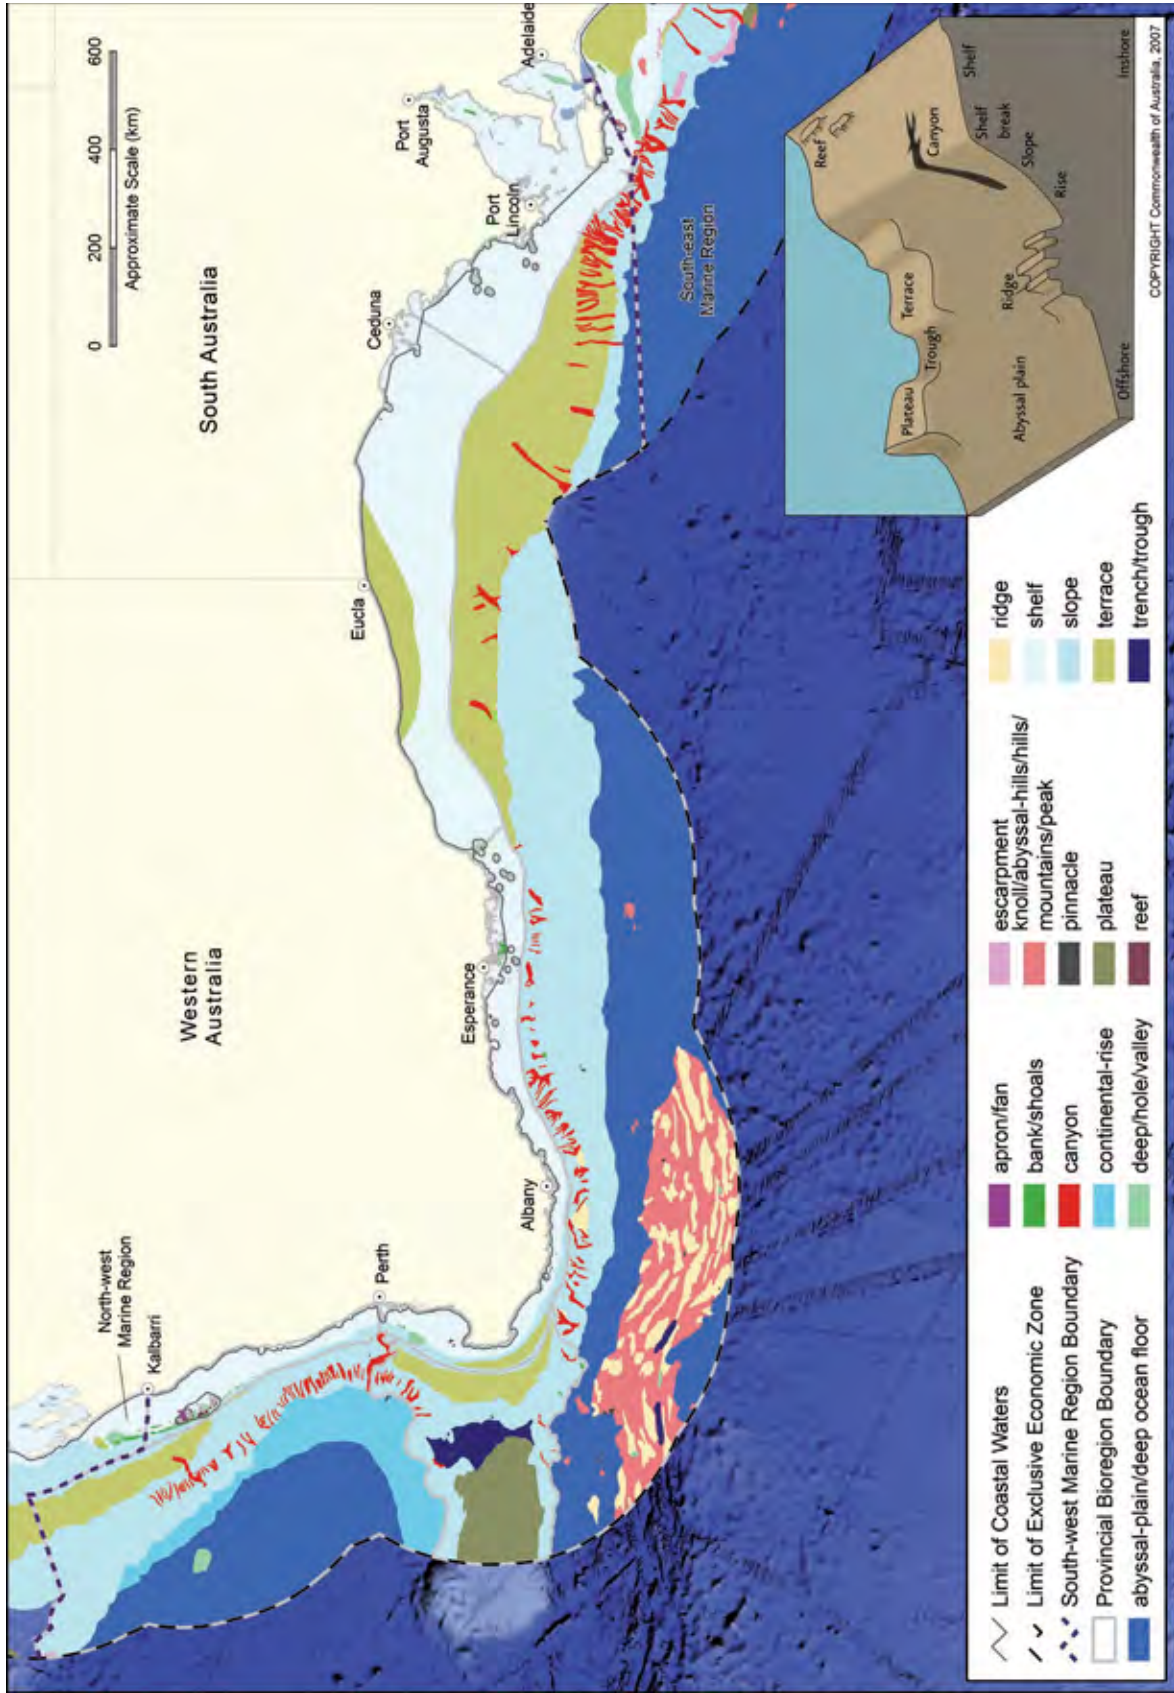 North-west
Marine Region
Kalbarri
Perth
Western
Australia
Albany
Esperance
Eucla
South Australia
Ceduna
Port
Lincoln
Port
Augusta
Adelaide
0 200 400 600
Approximate Scale (km)
South-east
Marine Region
Limit of Coastal Waters
Limit of Exclusive Economic Zone
South-west Marine Region Boundary
Provincial Bioregion Boundary
abyssal-plain/deep ocean floor
apron/fan
bank/shoals
canyon
continental-rise
deep/hole/valley
escarpment
knoll/abyssal-hills/hills/
mountains/peak
pinnacle
plateau
reef
ridge
shelf
slope
terrace
trench/trough
Plateau
Trough
Terrace
Reef
Canyon
Abyssal plain
Ridge
Rise
Slope
Shelf
break
Shelf
Offshore
Inshore
COPYRIGHT Commonwealth of Australia, 2007